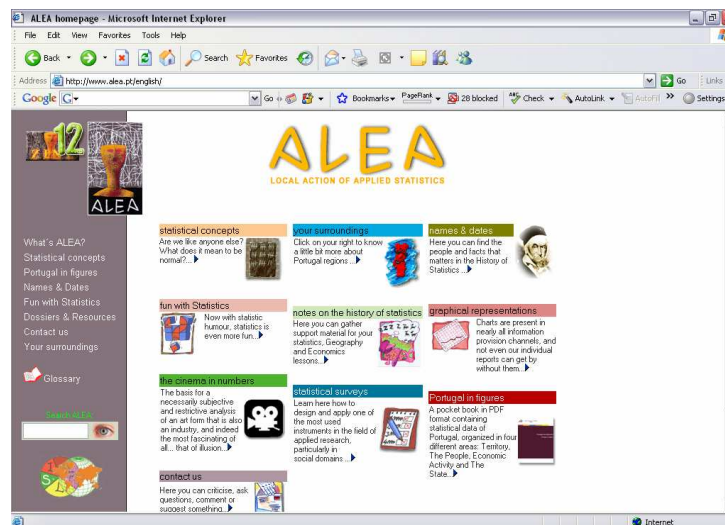 ALEA homepage - Microsoft Internet Explorer
File Edit View Favorites Tools Help
Back Search Favorites
Address http://www.alea.pt/english/ Go Links
Google G Go Bookmarks PageRank 28 blocked Check AutoLink AutoFil Settings
12
ALEA
ALEA
LOCAL ACTION OF APPLIED STATISTICS
What's ALEA?
Statistical concepts
Portugal in figures
Names & Dates
Fun with Statistics
Dossiers & Resources
Contact us
Your surroundings
Glossary
Search ALEA
statistical concepts
Are we like anyone else?
What does it mean to be
normal?...
your surroundings
Click on your right to know
a little bit more about
Portugal regions ...
names & dates
Here you can find the
people and facts that
matters in the History of
Statistics ...
fun with Statistics
Now with statistic
humour, statistics is
even more fun...
notes on the history of statistics
Here you can gather
support material for your
statistics, Geography
and Economics
lessons...
graphical representations
Charts are present in
nearly all information
provision channels, and
not even our individual
reports can get by
without them...
the cinema in numbers
The basis for a
necessarily subjective
and restrictive analysis
of an art form that is also
an industry, and indeed
the most fascinating of
all... that of illusion...
statistical surveys
Learn here how to
design and apply one of
the most used
instruments in the field of
applied research,
particularly in
social domains ...
Portugal in figures
A pocket book in PDF
format containing
statistical data of
Portugal, organized in four
different areas: Territory,
The People, Economic
Activity and The
State...
contact us
Here you can criticise, ask
questions, comment or
suggest something...
Internet